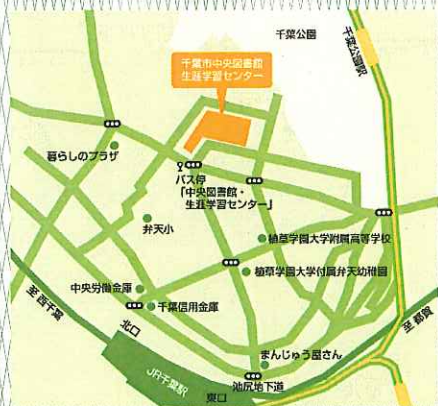 千葉公園
千葉公園駅
千葉市中央図書館
生涯学習センター
暮らしのプラザ
バス停
「中央図書館・
生涯学習センター」
弁天小
植草学園大学附属高等学校
植草学園大学付属弁天幼稚園
中央労働金庫
千葉信用金庫
至西千葉
北口
至都賀
まんじゅう屋さん
JR千葉駅
池尻地下道
東口